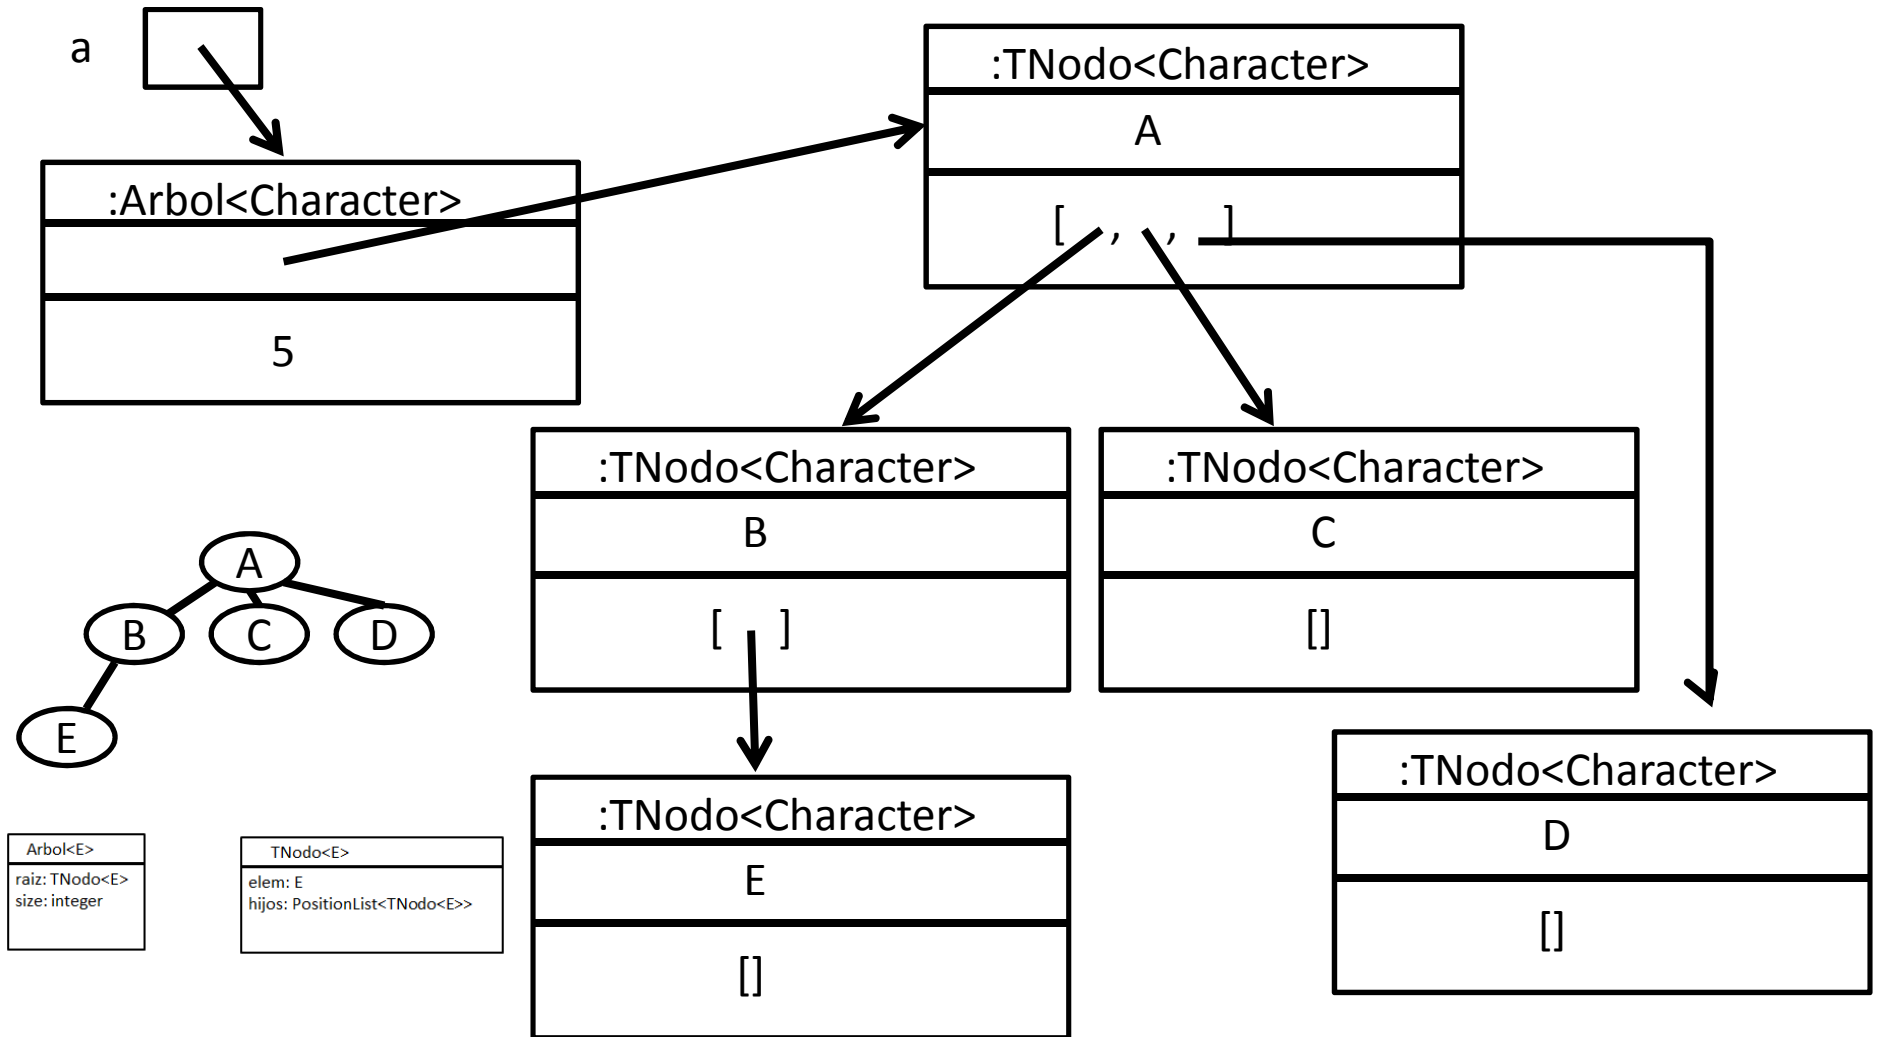 a
:Arbol<Character>
5
:TNodo<Character>
A
[ , , ]
:TNodo<Character>
B
[ ]
:TNodo<Character>
C
[]
:TNodo<Character>
E
[]
:TNodo<Character>
D
[]
A
B C D
E
Arbol<E>
raiz: TNodo<E>
size: integer
TNodo<E>
elem: E
hijos: PositionList<TNodo<E>>